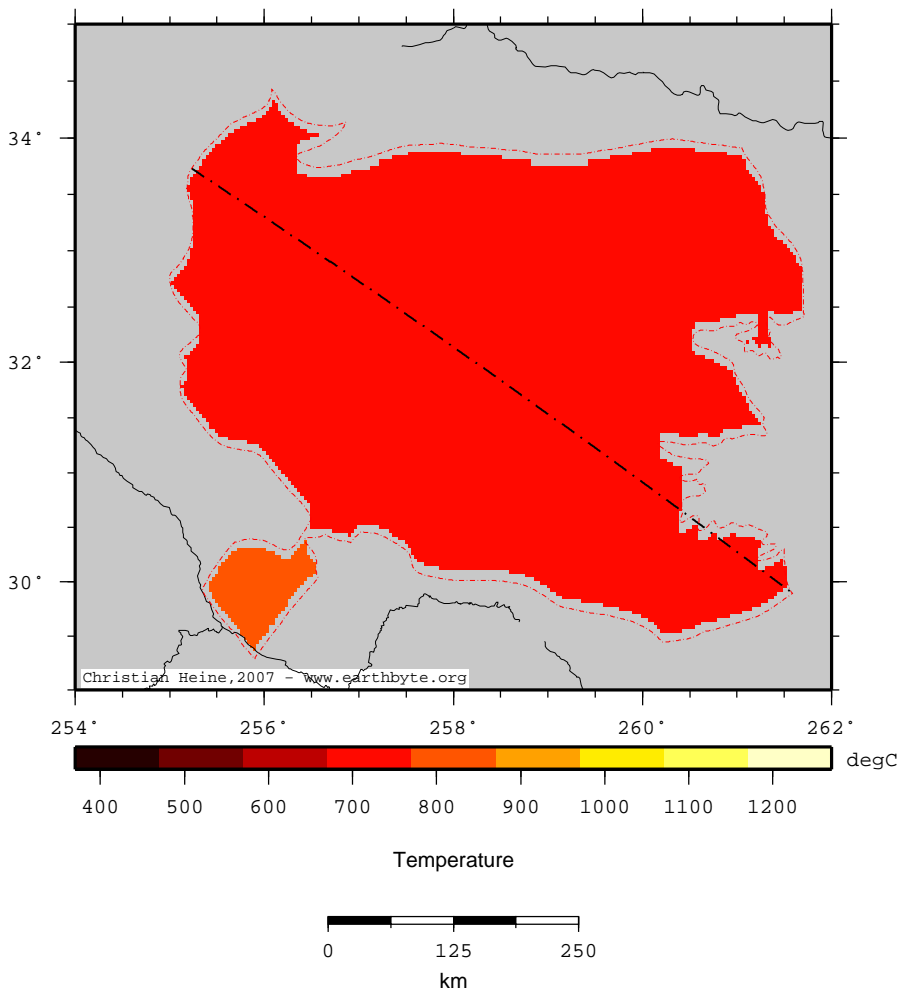 34°
32°
30°
Christian Heine,2007 - www.earthbyte.org
254° 256° 258° 260° 262°
degC
400 500 600 700 800 900 1000 1100 1200
Temperature
0 125 250
km